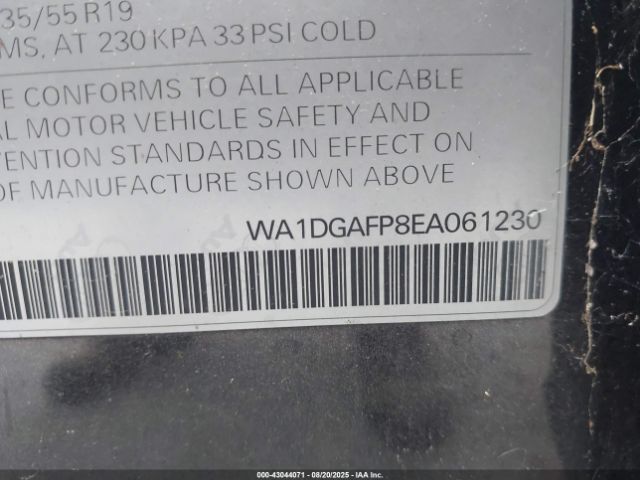 35/55 R19
MS, AT 230 KPA 33 PSI COLD
E CONFORMS TO ALL APPLICABLE
AL MOTOR VEHICLE SAFETY AND
TENTION STANDARDS IN EFFECT ON
OF MANUFACTURE SHOWN ABOVE
WA1DGAFP8EA061230
000-43044071 - 08/20/2025 - IAA Inc.